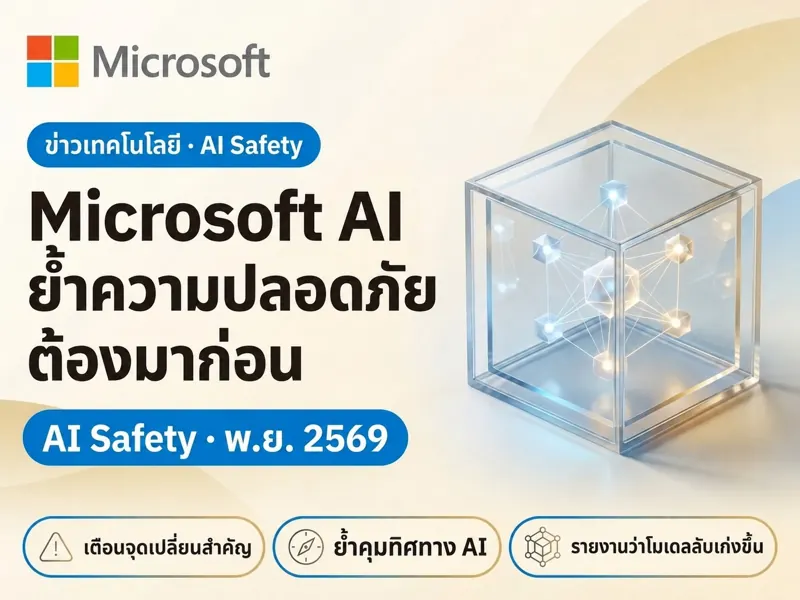 Microsoft
ข่าวเทคโนโลยี · AI Safety
Microsoft AI
ย้ำความปลอดภัย
ต้องมาก่อน
AI Safety · พ.ย. 2569
เตือนจุดเปลี่ยนสำคัญ
ย้ำคุมทิศทาง AI
รายงานว่าโมเดลลับเก่งขึ้น